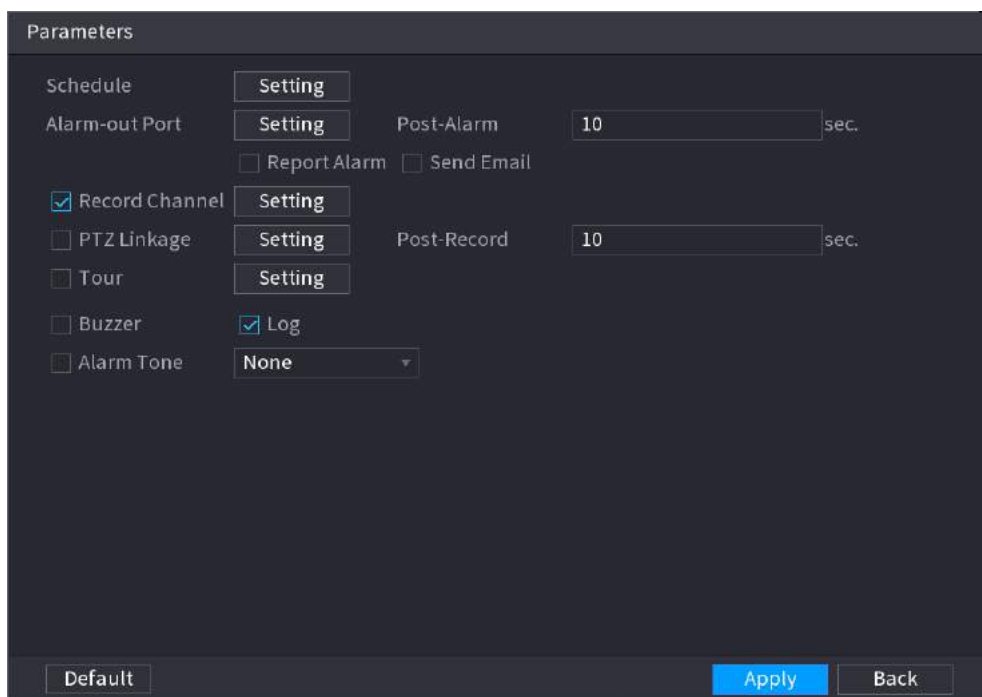 Parameters
Schedule Setting
Alarm-out Port Setting Post-Alarm 10 sec.
Report Alarm Send Email
Record Channel Setting
PTZ Linkage Setting Post-Record 10 sec.
Tour Setting
Buzzer Log
Alarm Tone None
Default Apply Back